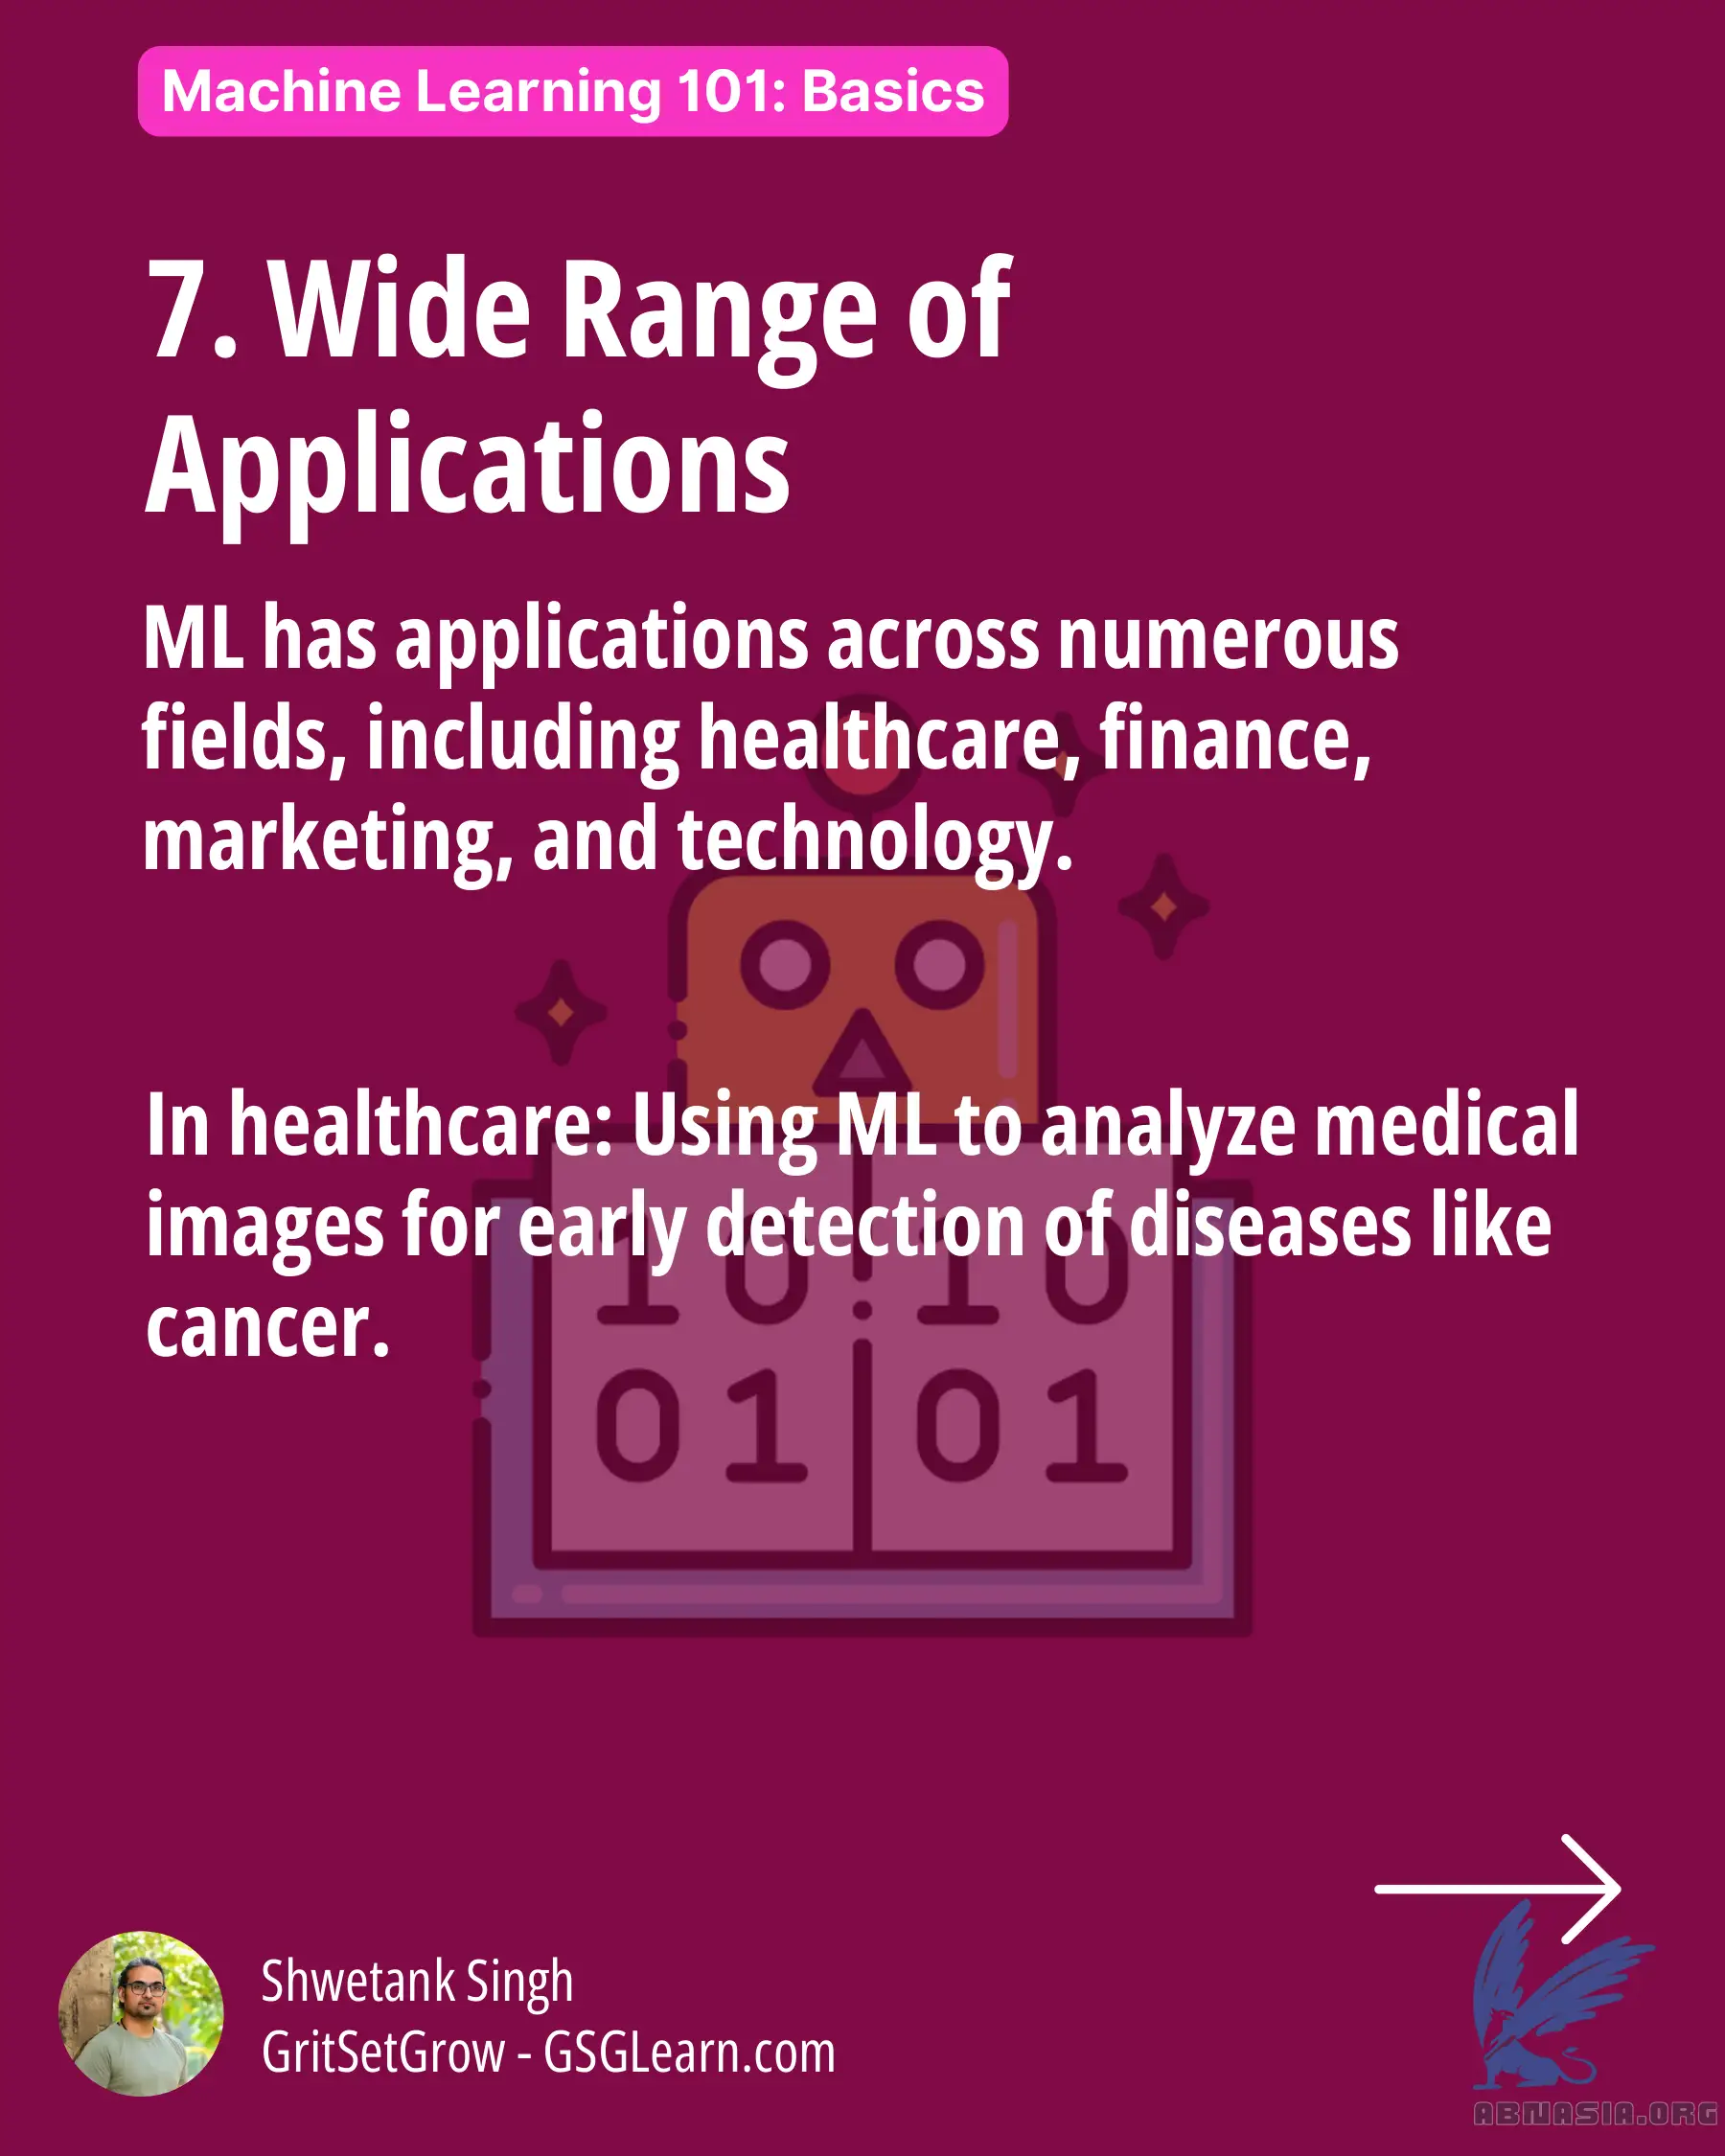 Machine Learning 101: Basics
7. Wide Range of
Applications
ML has applications across numerous
fields, including healthcare, finance,
marketing, and technology.
In healthcare: Using ML to analyze medical
images for early detection of diseases like
cancer.
10 10
01 01
Shwetank Singh
GritSetGrow - GSGLearn.com
ABNASIA.ORG